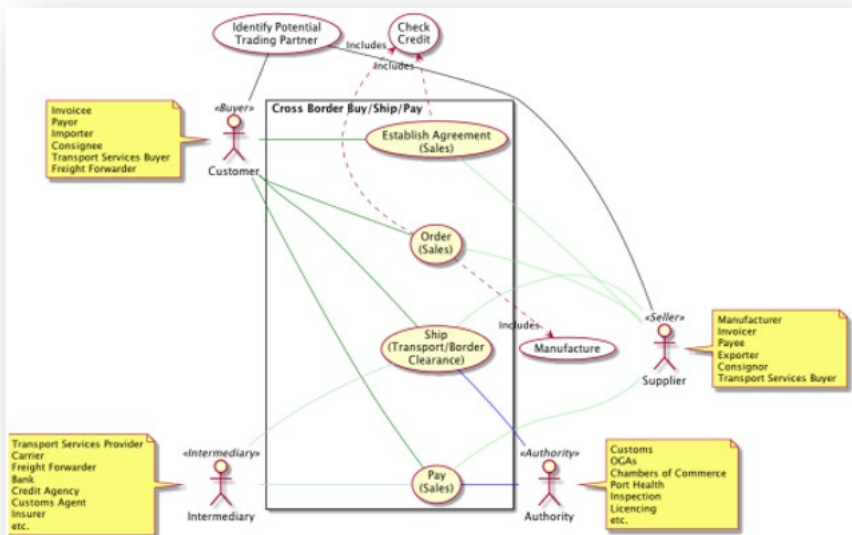 Identify Potential
Trading Partner
Check
Credit
Includes
Includes
«Buyer»
Customer
Invoicee
Payor
Importer
Consignee
Transport Services Buyer
Freight Forwarder
Cross Border Buy/Ship/Pay
Establish Agreement
(Sales)
Order
(Sales)
Ship
(Transport/Border
Clearance)
Includes
Manufacture
«Seller»
Supplier
Manufacturer
Invoicer
Payee
Exporter
Consignor
Transport Services Buyer
Transport Services Provider
Carrier
Freight Forwarder
Bank
Credit Agency
Customs Agent
Insurer
etc.
«Intermediary»
Intermediary
Pay
(Sales)
«Authority»
Authority
Customs
OGAs
Chambers of Commerce
Port Health
Inspection
Licencing
etc.